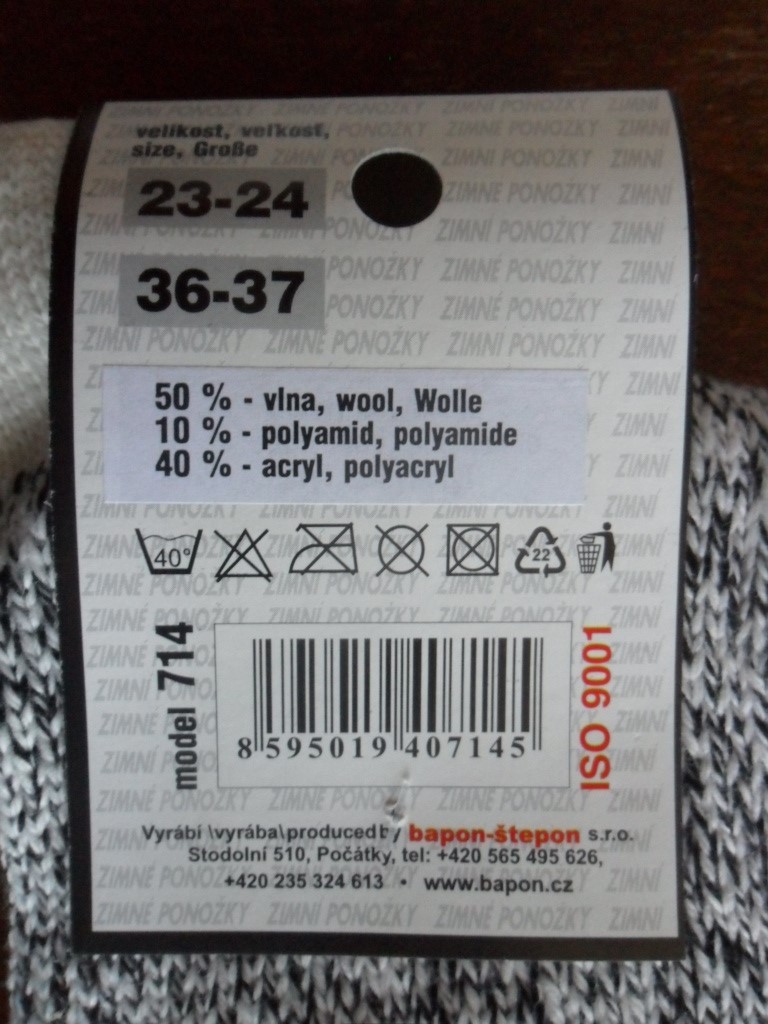 velikost, veľkosť,
size, Große
23-24
36-37
50 % - vlna, wool, Wolle
10 % - polyamid, polyamide
40 % - acryl, polyacryl
40°
22
model 714
8 595019 407145
ISO 9001
Vyrábí \vyrába\produced by bapon-štepon s.r.o.
Stodolní 510, Počátky, tel: +420 565 495 626,
+420 235 324 613 • www.bapon.cz
ZIMNÍ PONOŽKY ZIMNÉ PONOŽKY ZIMNÍ